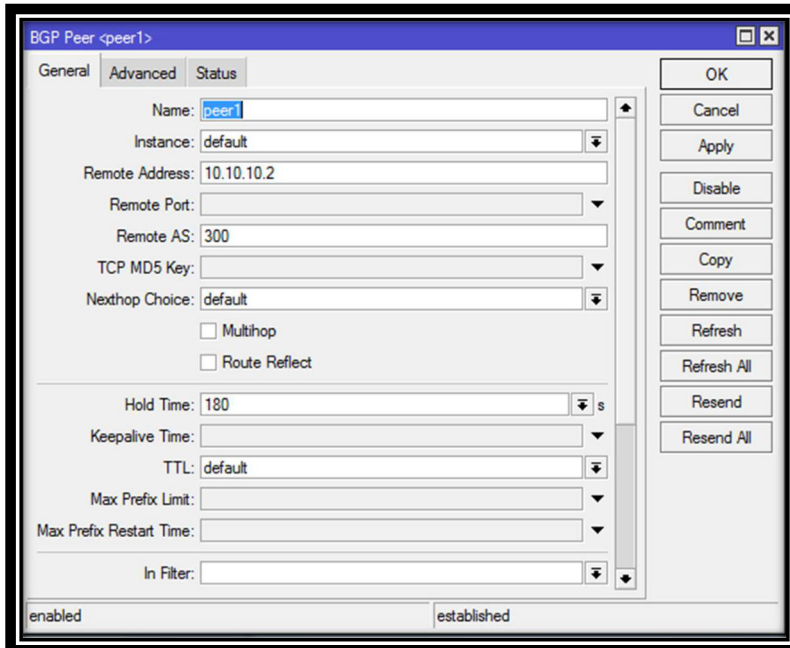 BGP Peer <peer1>
General Advanced Status
Name: peer1
Instance: default
Remote Address: 10.10.10.2
Remote Port:
Remote AS: 300
TCP MD5 Key:
Nexthop Choice: default
Multihop
Route Reflect
Hold Time: 180 s
Keepalive Time:
TTL: default
Max Prefix Limit:
Max Prefix Restart Time:
In Filter:
OK
Cancel
Apply
Disable
Comment
Copy
Remove
Refresh
Refresh All
Resend
Resend All
enabled established